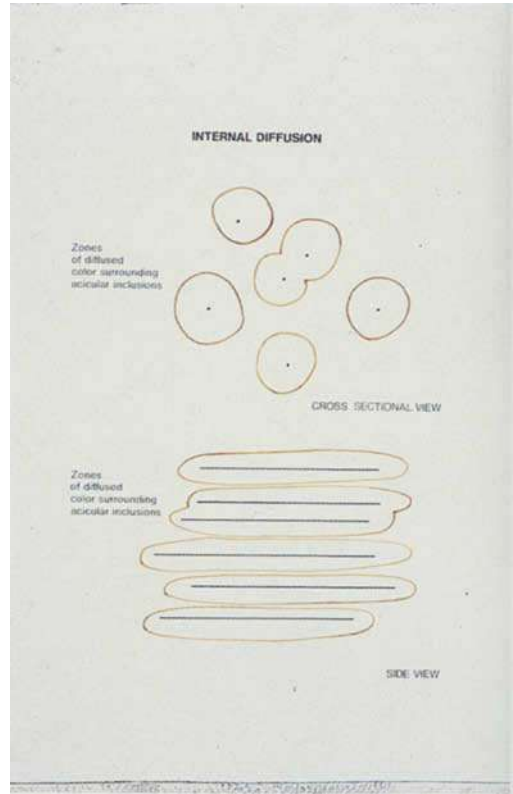 INTERNAL DIFFUSION
Zones
of diffused
color surrounding
acicular inclusions
CROSS SECTIONAL VIEW
Zones
of diffused
color surrounding
acicular inclusions
SIDE VIEW